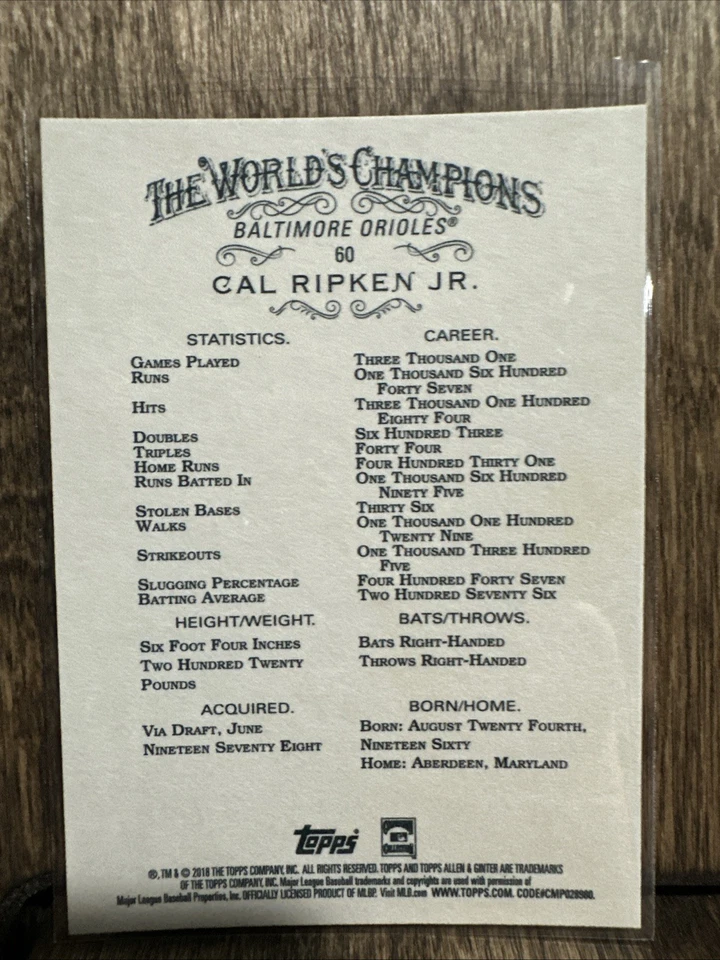 THE WORLD'S CHAMPIONS
BALTIMORE ORIOLES®
60
CAL RIPKEN JR.
STATISTICS. CAREER.
GAMES PLAYED THREE THOUSAND ONE
RUNS ONE THOUSAND SIX HUNDRED
FORTY SEVEN
HITS THREE THOUSAND ONE HUNDRED
EIGHTY FOUR
DOUBLES SIX HUNDRED THREE
TRIPLES FORTY FOUR
HOME RUNS FOUR HUNDRED THIRTY ONE
RUNS BATTED IN ONE THOUSAND SIX HUNDRED
NINETY FIVE
STOLEN BASES THIRTY SIX
WALKS ONE THOUSAND ONE HUNDRED
TWENTY NINE
STRIKEOUTS ONE THOUSAND THREE HUNDRED
FIVE
SLUGGING PERCENTAGE FOUR HUNDRED FORTY SEVEN
BATTING AVERAGE TWO HUNDRED SEVENTY SIX
HEIGHT/WEIGHT. BATS/THROWS.
SIX FOOT FOUR INCHES BATS RIGHT-HANDED
TWO HUNDRED TWENTY THROWS RIGHT-HANDED
POUNDS
ACQUIRED. BORN/HOME.
VIA DRAFT, JUNE BORN: AUGUST TWENTY FOURTH,
NINETEEN SEVENTY EIGHT NINETEEN SIXTY
HOME: ABERDEEN, MARYLAND
Topps
®, TM & © 2018 THE TOPPS COMPANY, INC. ALL RIGHTS RESERVED. TOPPS AND TOPPS ALLEN & GINTER ARE TRADEMARKS
OF THE TOPPS COMPANY, INC. Major League Baseball trademarks and copyrights are used with permission of
Major League Baseball Properties, Inc. OFFICIALLY LICENSED PRODUCT OF MLBP. Visit MLB.com WWW.TOPPS.COM. CODE#CMP028980.